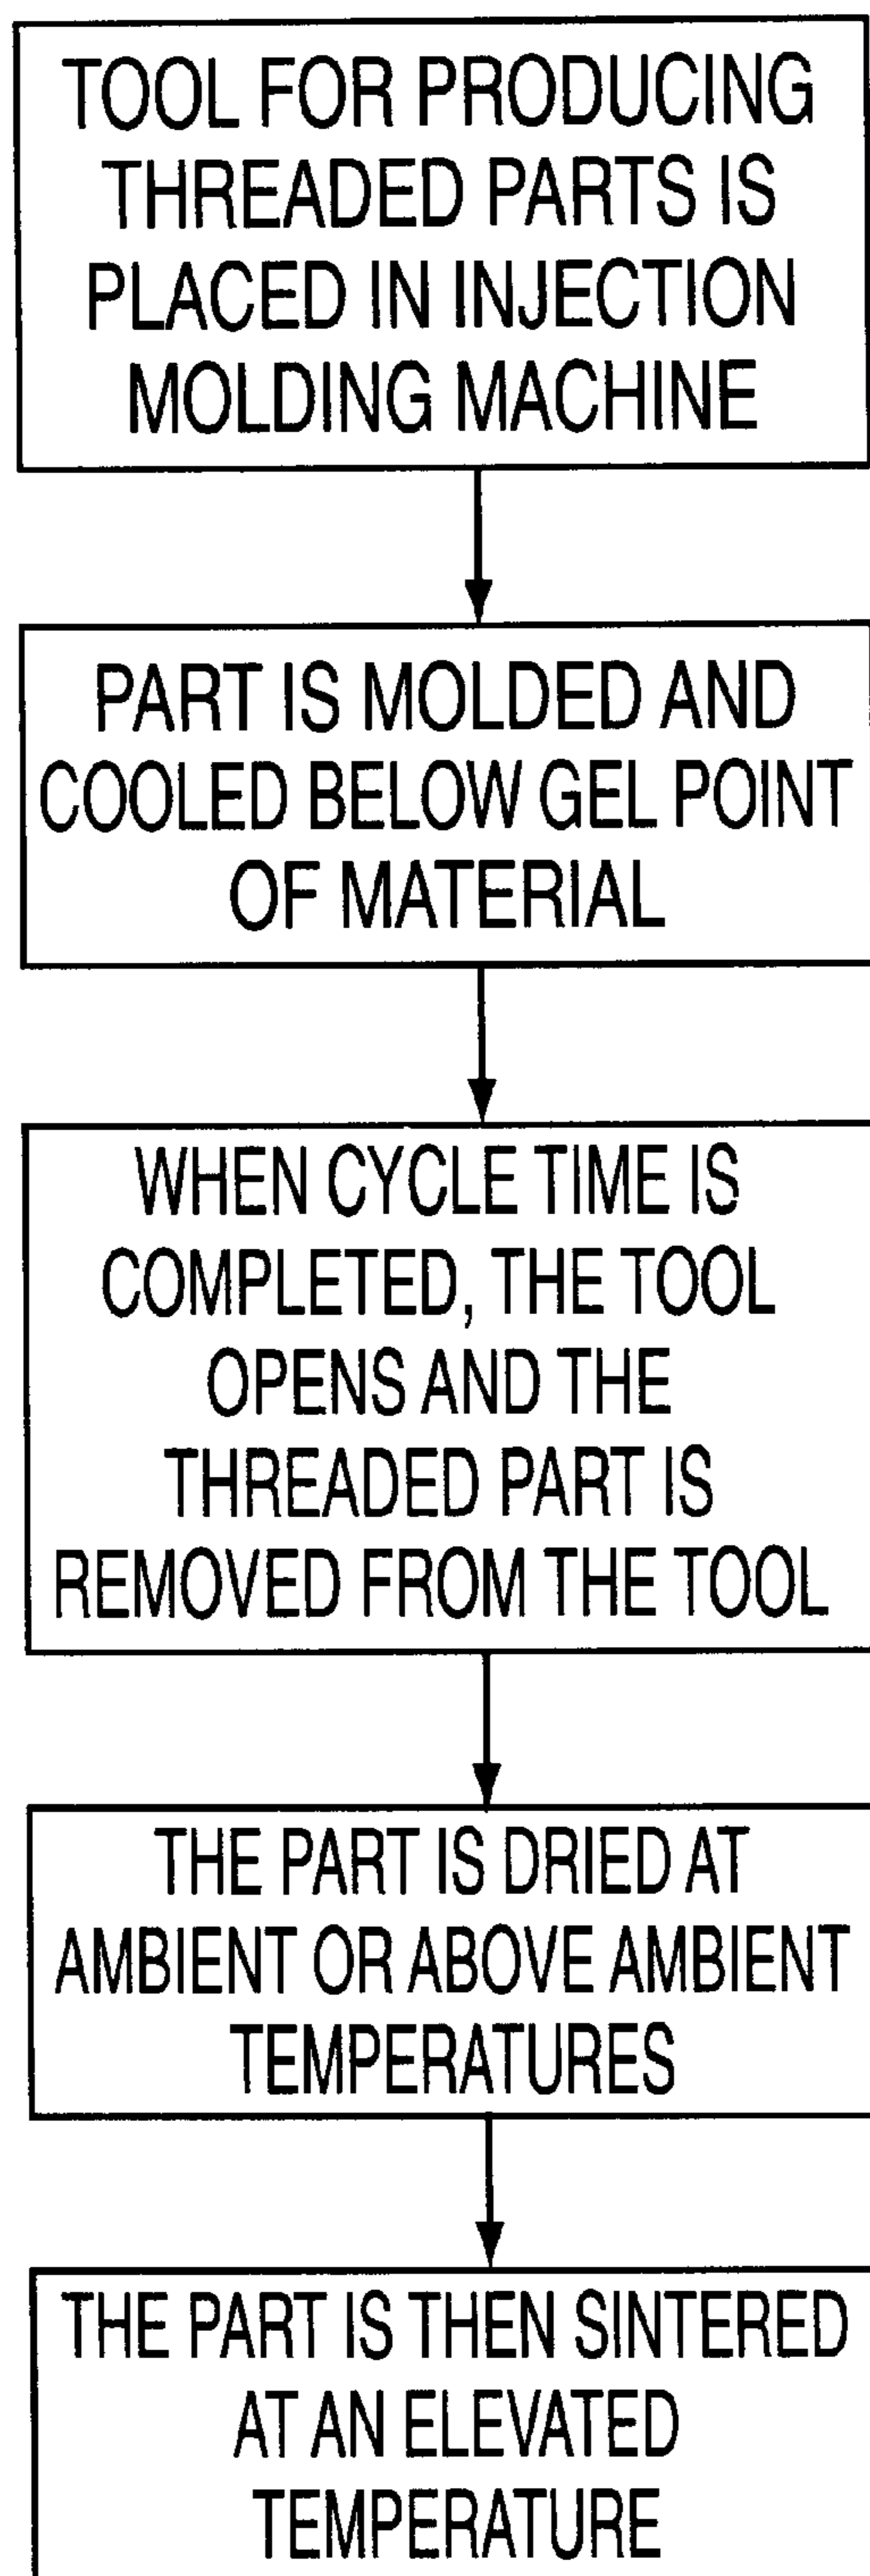 TOOL FOR PRODUCING
THREADED PARTS IS
PLACED IN INJECTION
MOLDING MACHINE
PART IS MOLDED AND
COOLED BELOW GEL POINT
OF MATERIAL
WHEN CYCLE TIME IS
COMPLETED, THE TOOL
OPENS AND THE
THREADED PART IS
REMOVED FROM THE TOOL
THE PART IS DRIED AT
AMBIENT OR ABOVE AMBIENT
TEMPERATURES
THE PART IS THEN SINTERED
AT AN ELEVATED
TEMPERATURE